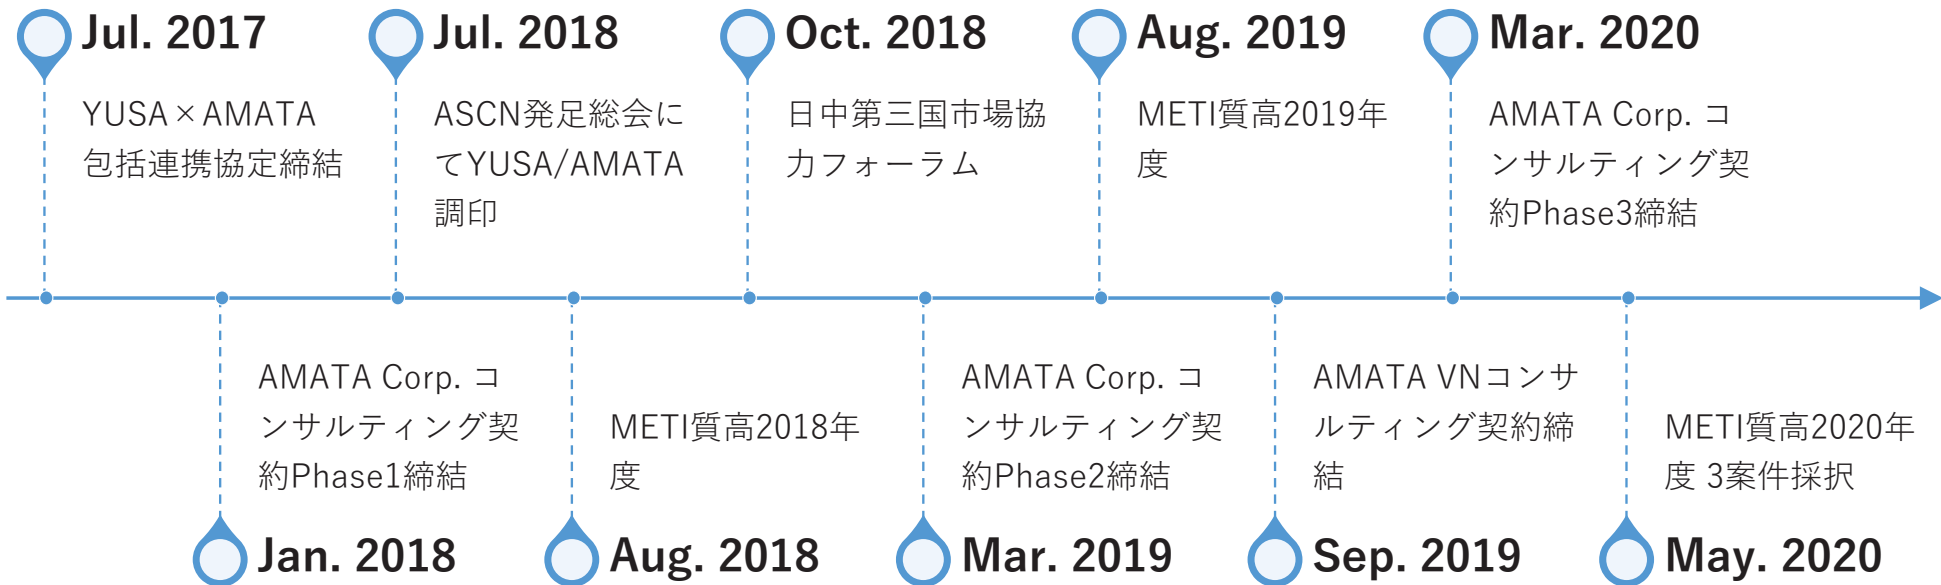 Jul. 2017
YUSA×AMATA
包括連携協定締結
Jul. 2018
ASCN発足総会に
てYUSA/AMATA
調印
Oct. 2018
日中第三国市場協
力フォーラム
Aug. 2019
METI質高2019年
度
Mar. 2020
AMATA Corp. コ
ンサルティング契
約Phase3締結
AMATA Corp. コ
ンサルティング契
約Phase1締結
Jan. 2018
METI質高2018年
度
Aug. 2018
AMATA Corp. コ
ンサルティング契
約Phase2締結
Mar. 2019
AMATA VNコンサ
ルティング契約締
結
Sep. 2019
METI質高2020年
度 3案件採択
May. 2020